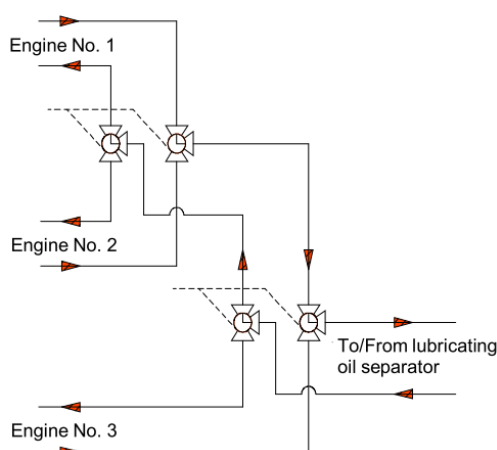 Engine No. 1
Engine No. 2
To/From lubricating
oil separator
Engine No. 3